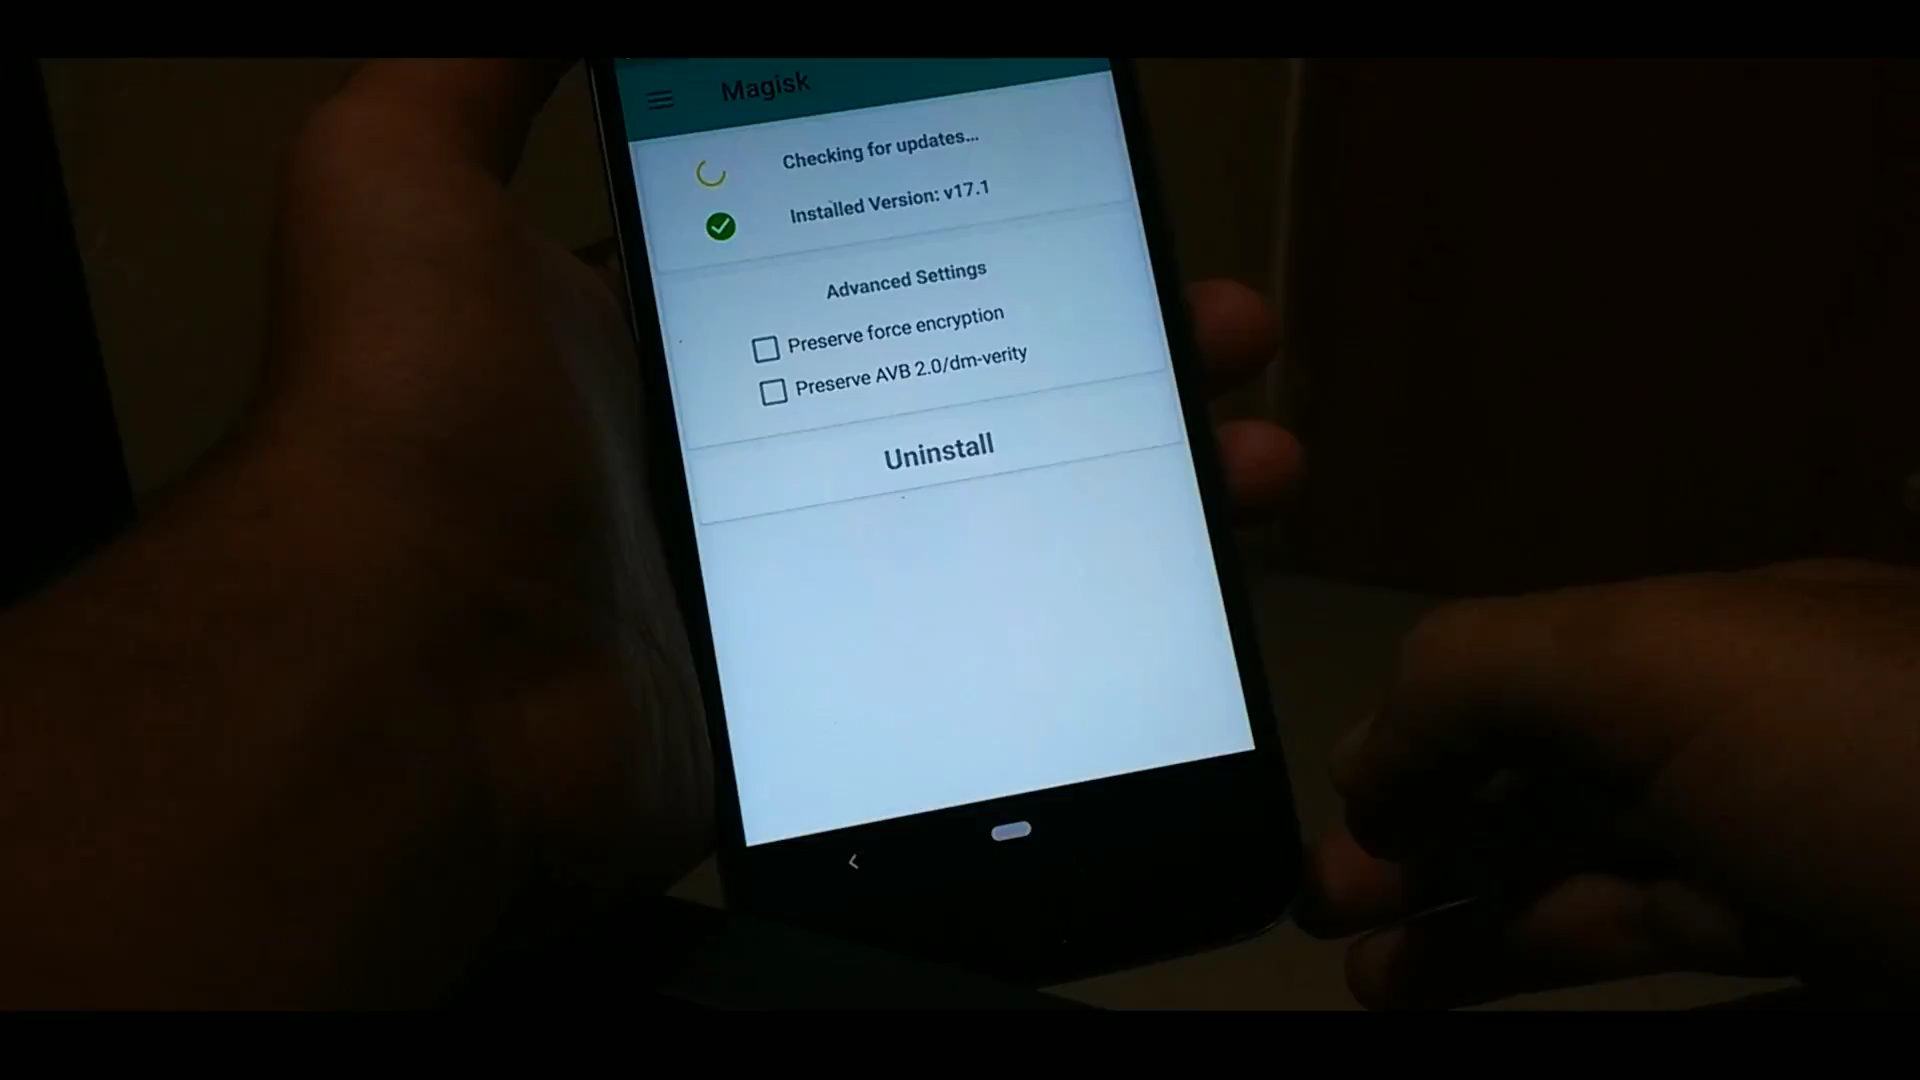 Magisk
Checking for updates...
Installed Version: v17.1
Advanced Settings
Preserve force encryption
Preserve AVB 2.0/dm-verity
Uninstall